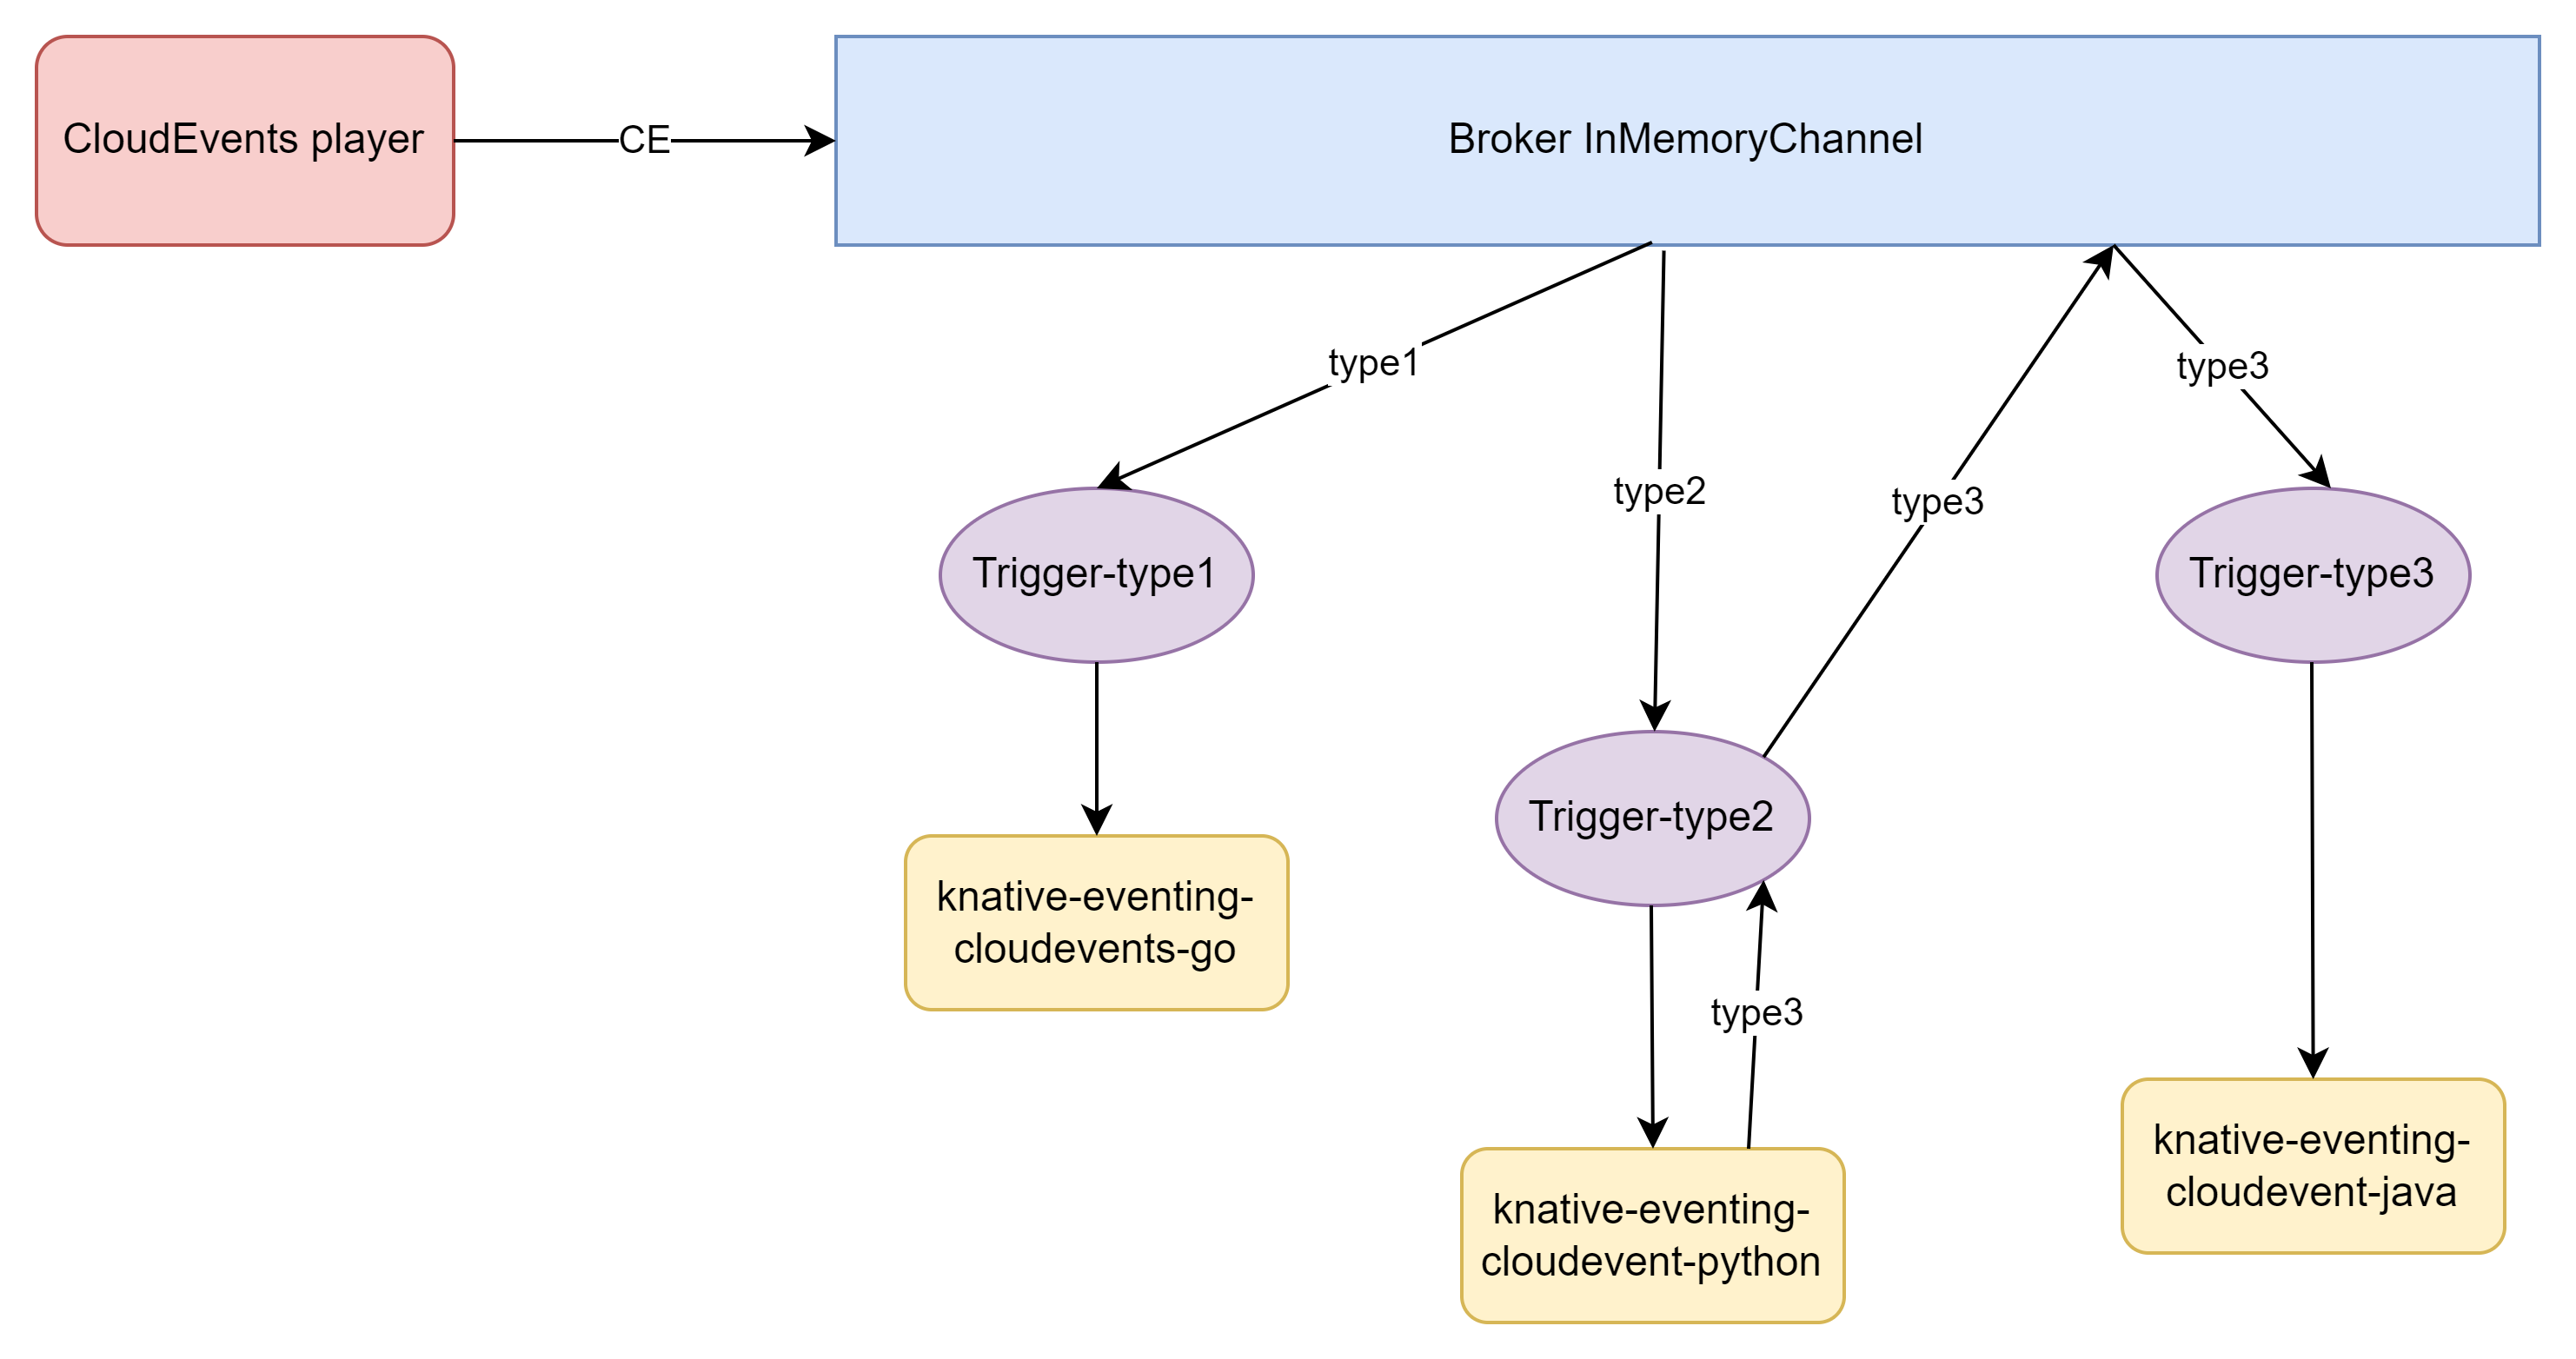 CloudEvents player
CE
Broker InMemoryChannel
type1
type2
type3
type3
Trigger-type1
Trigger-type2
Trigger-type3
knative-eventing-
cloudevents-go
type3
knative-eventing-
cloudevent-python
knative-eventing-
cloudevent-java